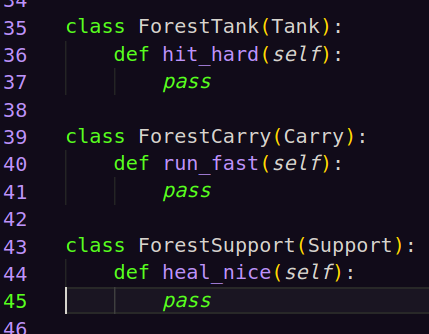 34
35 class ForestTank(Tank):
36     def hit_hard(self):
37         pass
38
39 class ForestCarry(Carry):
40     def run_fast(self):
41         pass
42
43 class ForestSupport(Support):
44     def heal_nice(self):
45         pass
46